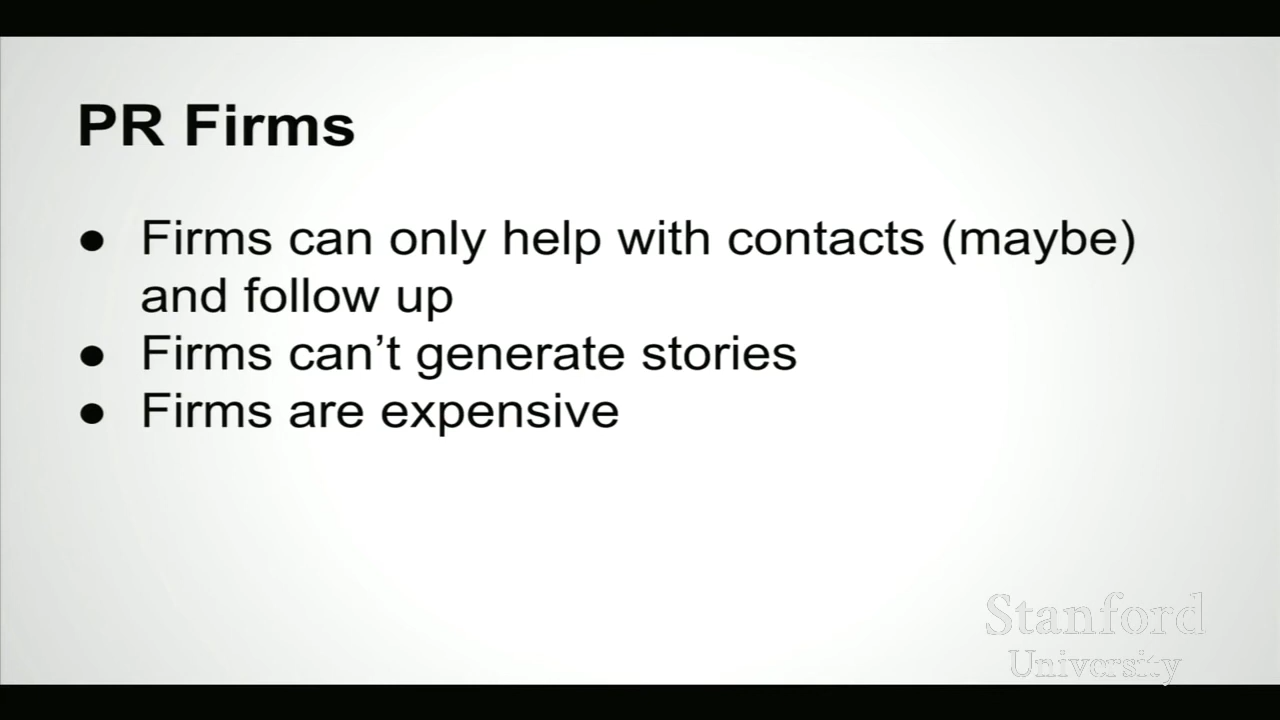 PR Firms
● Firms can only help with contacts (maybe)
and follow up
● Firms can’t generate stories
● Firms are expensive
Stanford
University